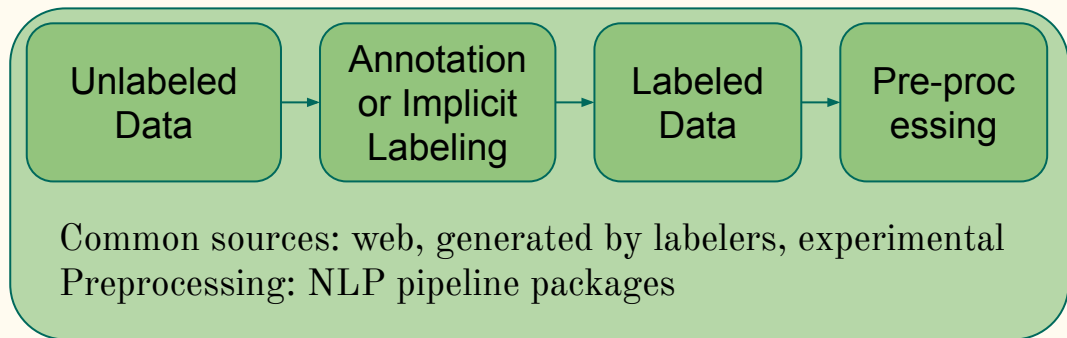 Unlabeled
Data
Annotation
or Implicit
Labeling
Labeled
Data
Pre-proc
essing
Common sources: web, generated by labelers, experimental
Preprocessing: NLP pipeline packages